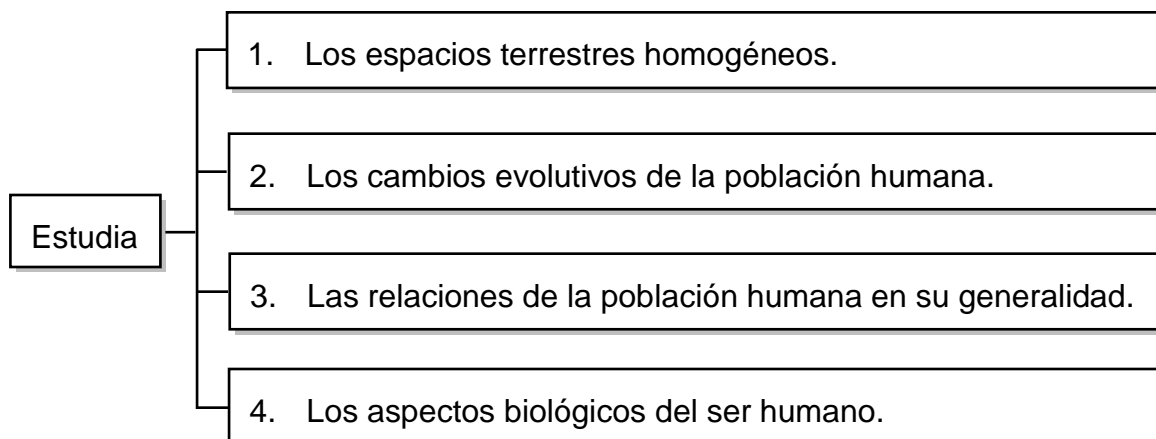 1. Los espacios terrestres homogéneos.
2. Los cambios evolutivos de la población humana.
Estudia
3. Las relaciones de la población humana en su generalidad.
4. Los aspectos biológicos del ser humano.